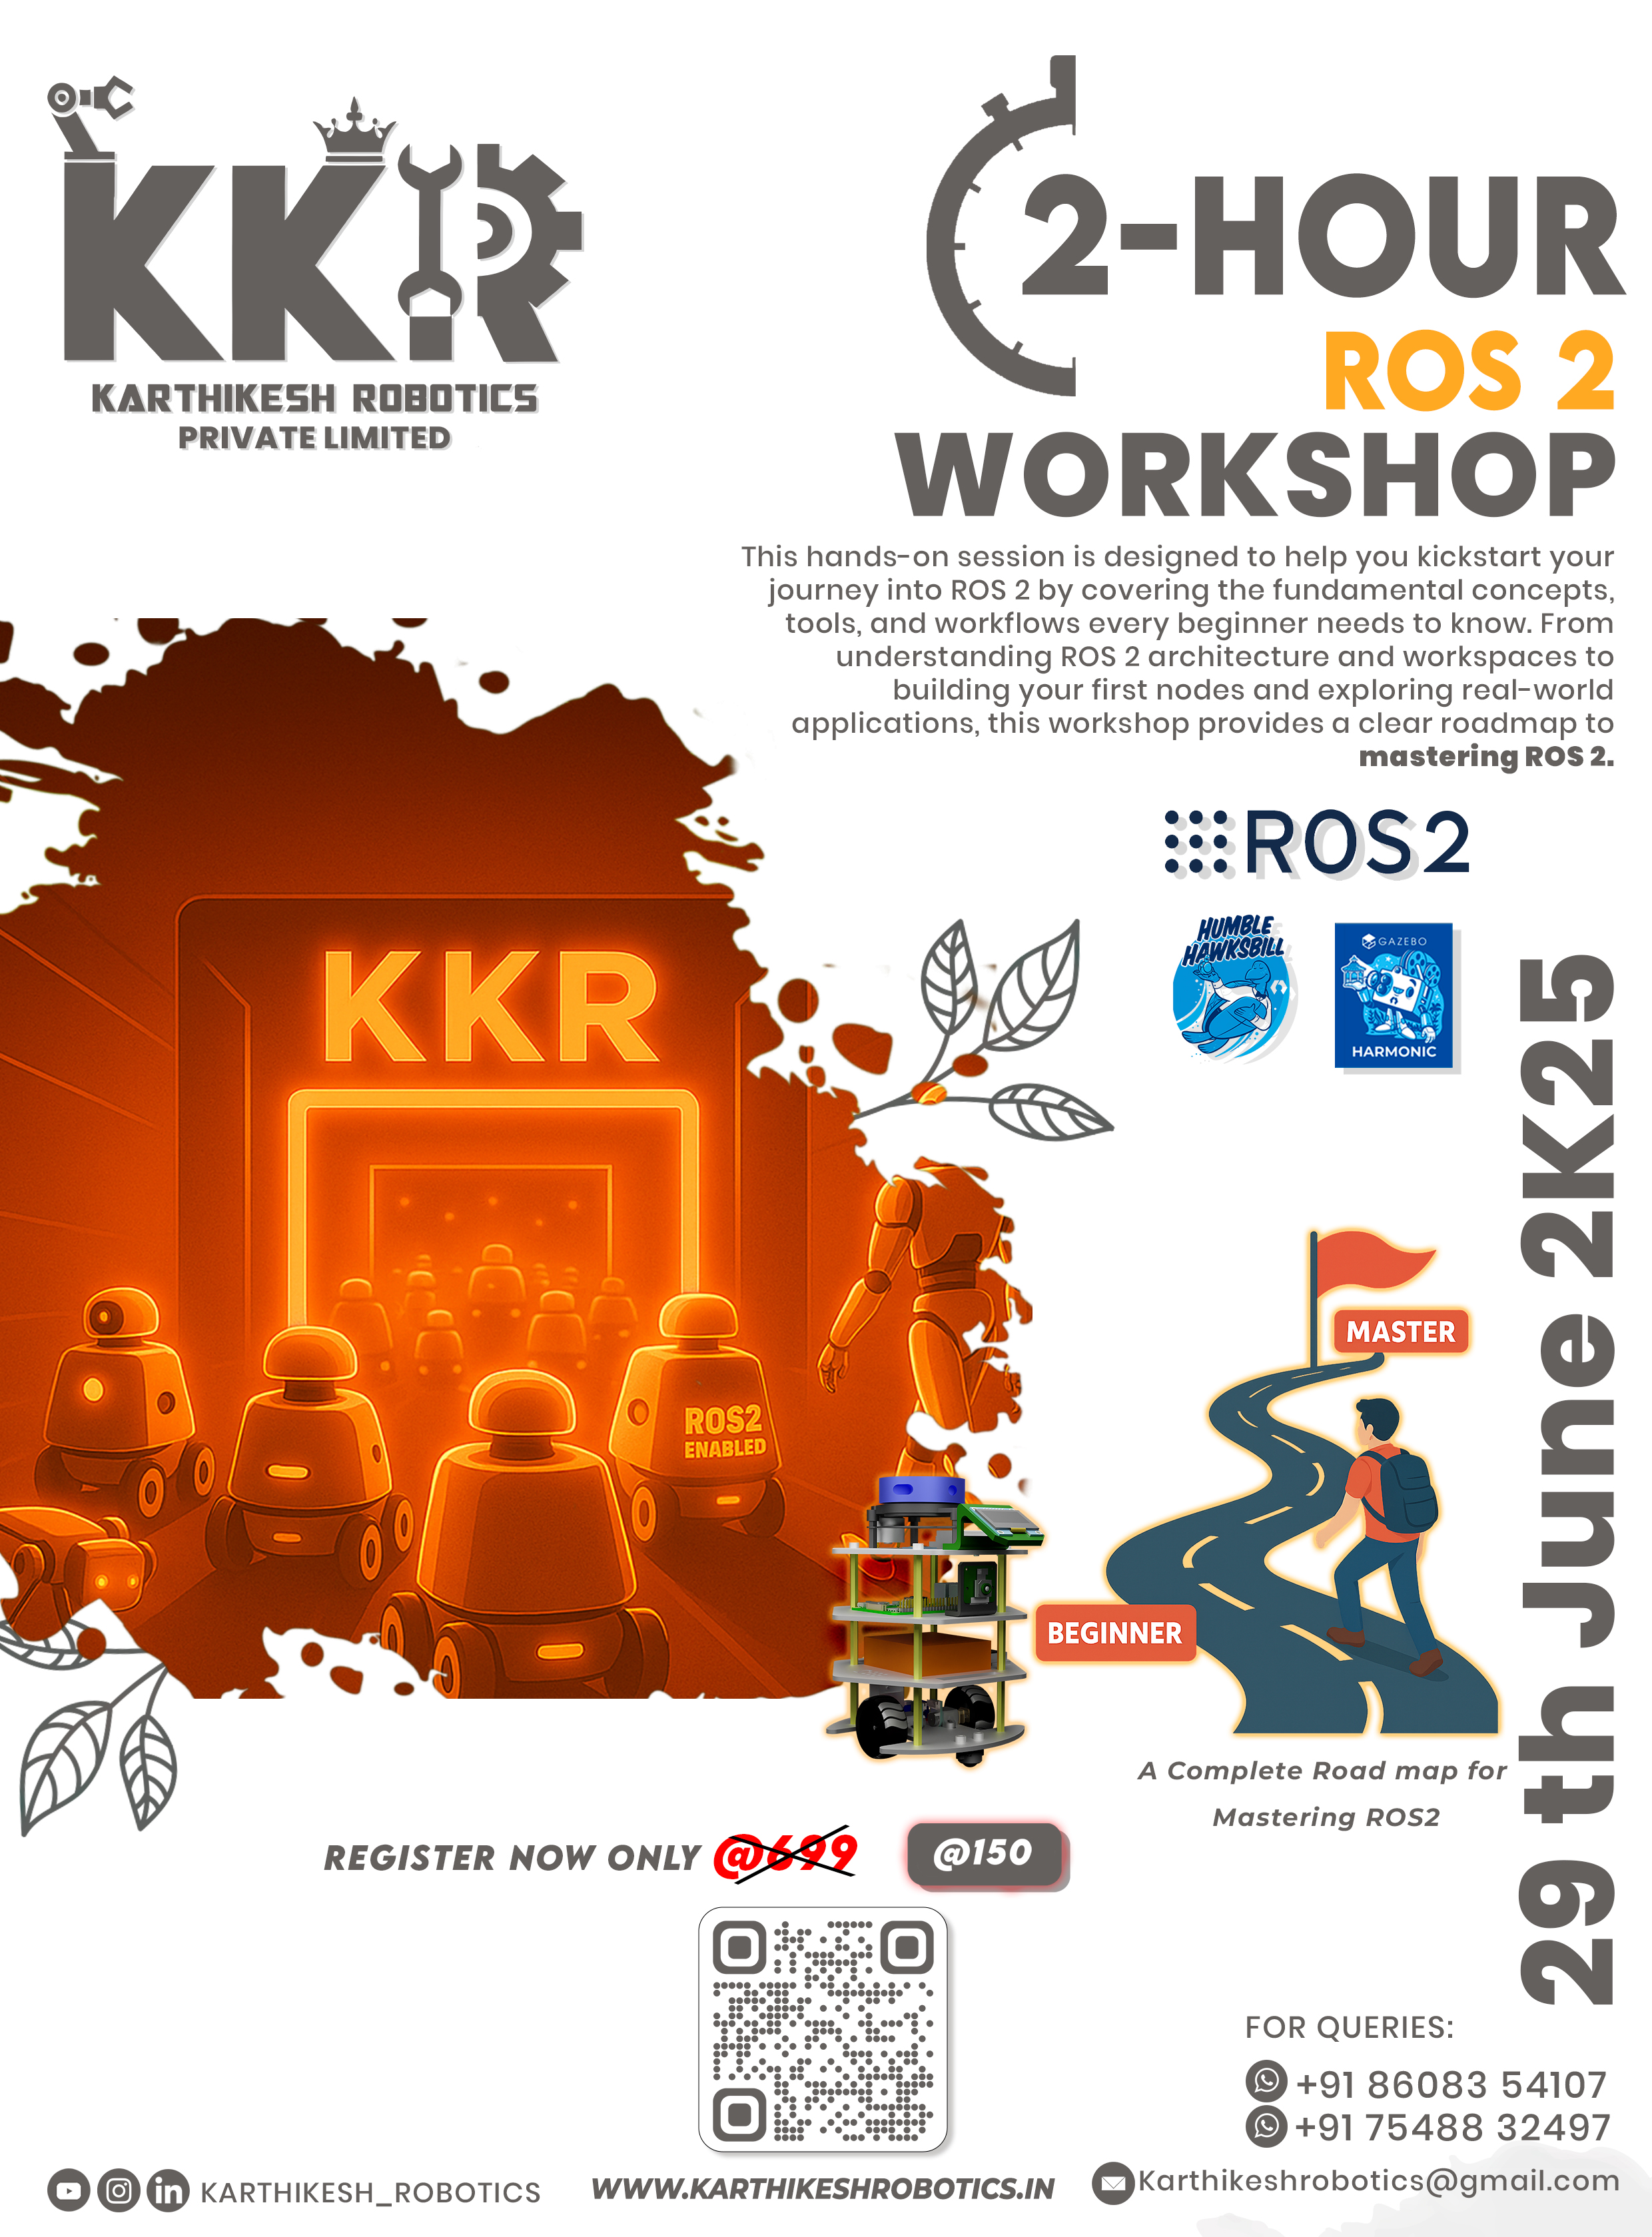 KKR
KARTHIKESH ROBOTICS
PRIVATE LIMITED
2-HOUR
ROS 2
WORKSHOP
This hands-on session is designed to help you kickstart your
journey into ROS 2 by covering the fundamental concepts,
tools, and workflows every beginner needs to know. From
understanding ROS 2 architecture and workspaces to
building your first nodes and exploring real-world
applications, this workshop provides a clear roadmap to
mastering ROS 2.
ROS2
HUMBLE
HAWKSBILL
GAZEBO
HARMONIC
29 th June 2K25
KKR
ROS2
ENABLED
MASTER
BEGINNER
A Complete Road map for
Mastering ROS2
REGISTER NOW ONLY @699 @150
FOR QUERIES:
+91 86083 54107
+91 75488 32497
in KARTHIKESH_ROBOTICS
WWW.KARTHIKESHROBOTICS.IN
Karthikeshrobotics@gmail.com